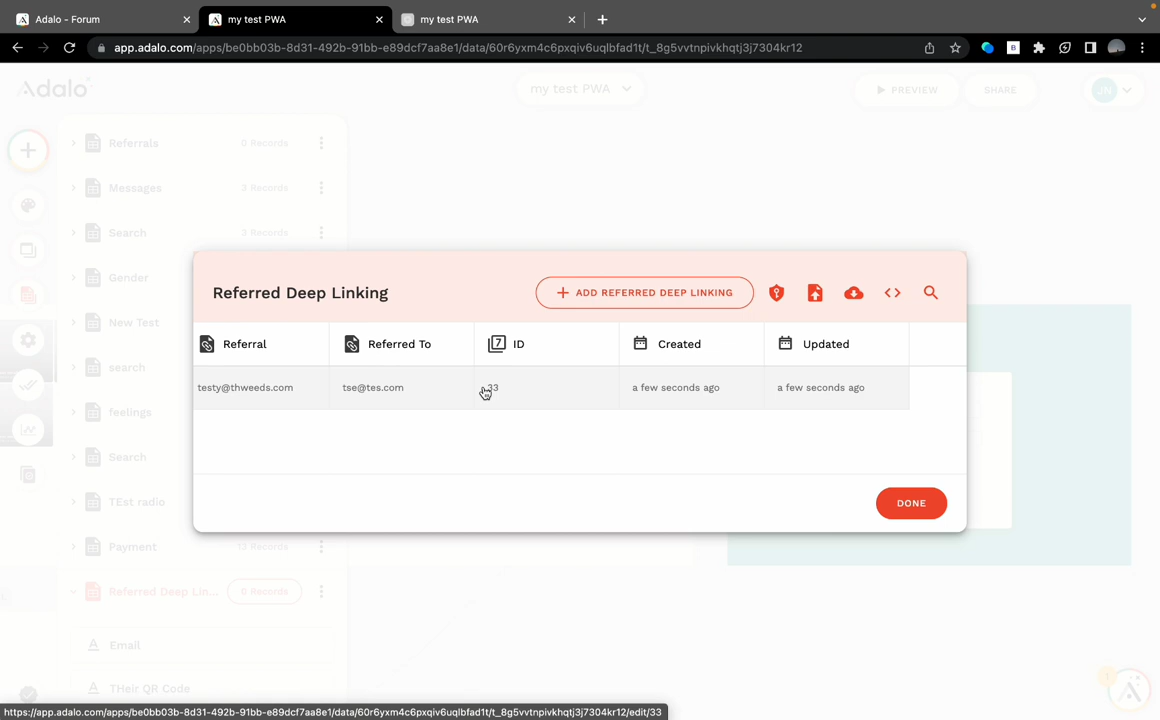 Adalo - Forum
my test PWA
my test PWA
app.adalo.com/apps/be0bb03b-8d31-492b-91bb-e89dcf7aa8e1/data/60r6yxm4c6pxqiv6uqlbfad1t/t_8g5vvtnpivkhqtj3j7304kr12
Adalo
my test PWA
PREVIEW
SHARE
JN
Referrals 0 Records
Messages 3 Records
Search 3 Records
Gender
New Test
search
feelings
Search
TEst radio
Payment 13 Records
Referred Deep Lin... 0 Records
Email
THeir QR Code
Referred Deep Linking
ADD REFERRED DEEP LINKING
Referral Referred To ID Created Updated
testy@thweeds.com tse@tes.com 33 a few seconds ago a few seconds ago
DONE
https://app.adalo.com/apps/be0bb03b-8d31-492b-91bb-e89dcf7aa8e1/data/60r6yxm4c6pxqiv6uqlbfad1t/t_8g5vvtnpivkhqtj3j7304kr12/edit/33